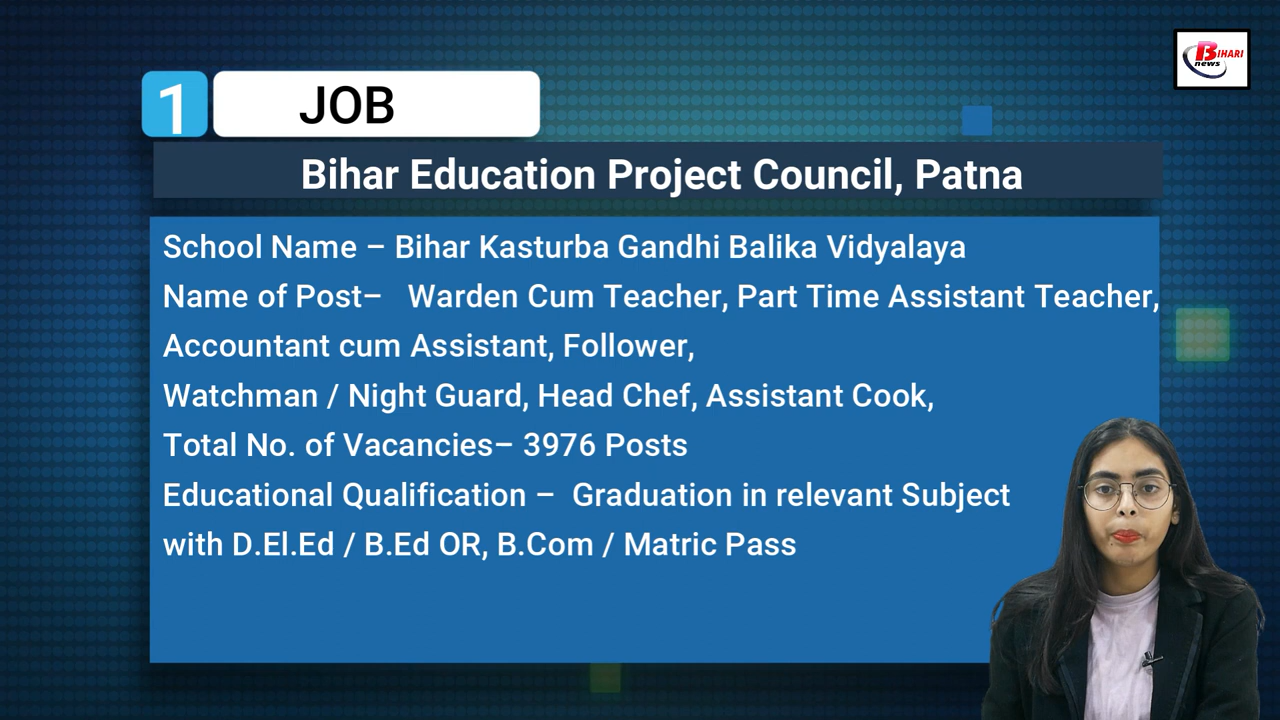 BIHARI
news
1 JOB
Bihar Education Project Council, Patna
School Name – Bihar Kasturba Gandhi Balika Vidyalaya
Name of Post– Warden Cum Teacher, Part Time Assistant Teacher,
Accountant cum Assistant, Follower,
Watchman / Night Guard, Head Chef, Assistant Cook,
Total No. of Vacancies– 3976 Posts
Educational Qualification – Graduation in relevant Subject
with D.El.Ed / B.Ed OR, B.Com / Matric Pass